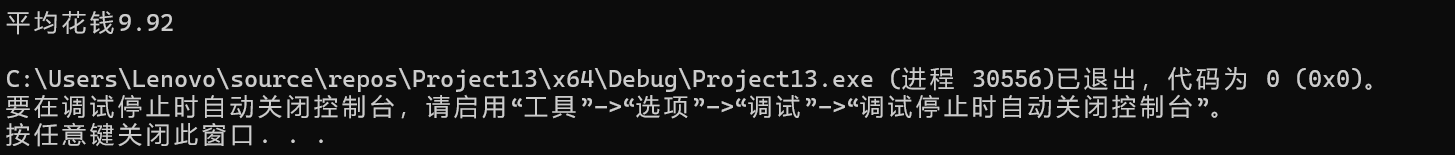 平均花钱9.92
C:\Users\Lenovo\source\repos\Project13\x64\Debug\Project13.exe (进程 30556)已退出，代码为 0 (0x0)。
要在调试停止时自动关闭控制台，请启用“工具”->“选项”->“调试”->“调试停止时自动关闭控制台”。
按任意键关闭此窗口. . .